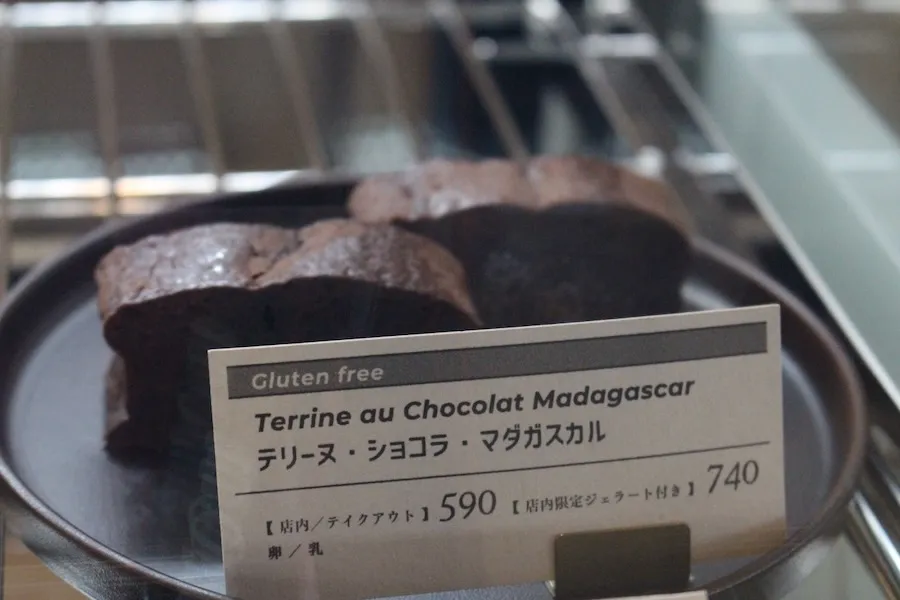 Gluten free
Terrine au Chocolat Madagascar
テリーヌ・ショコラ・マダガスカル
【店内／テイクアウト】590 【店内限定ジェラート付き】740
卵／乳